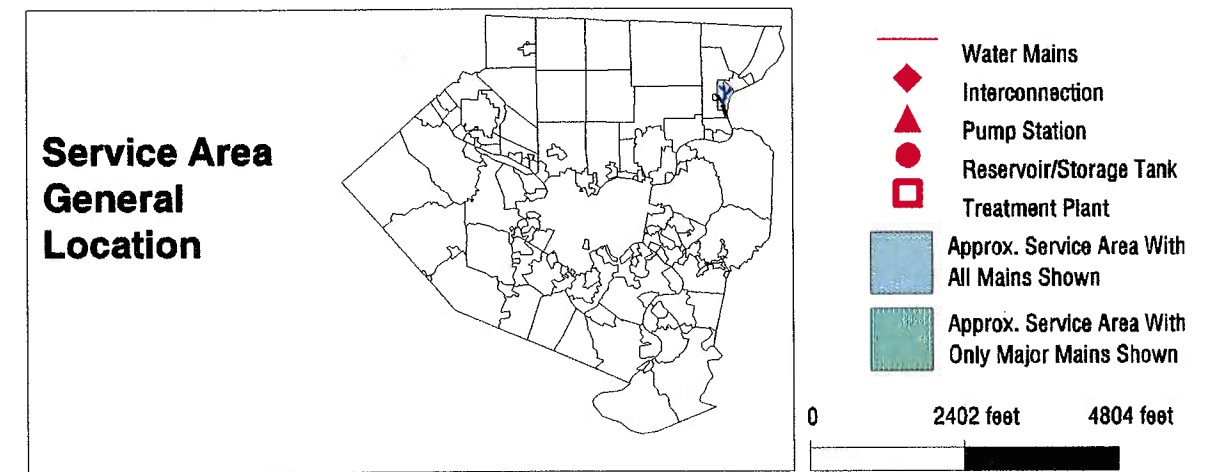 Service Area
General
Location
Water Mains
Interconnection
Pump Station
Reservoir/Storage Tank
Treatment Plant
Approx. Service Area With
All Mains Shown
Approx. Service Area With
Only Major Mains Shown
0 2402 feet 4804 feet